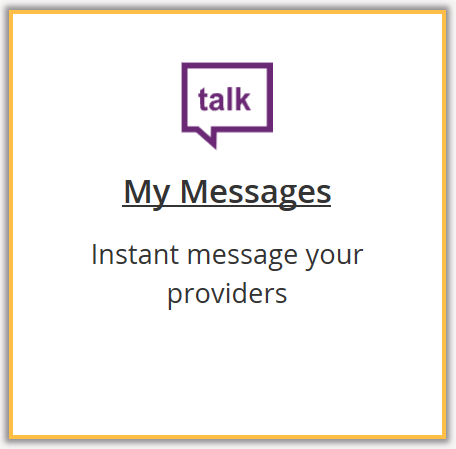 talk
My Messages
Instant message your
providers